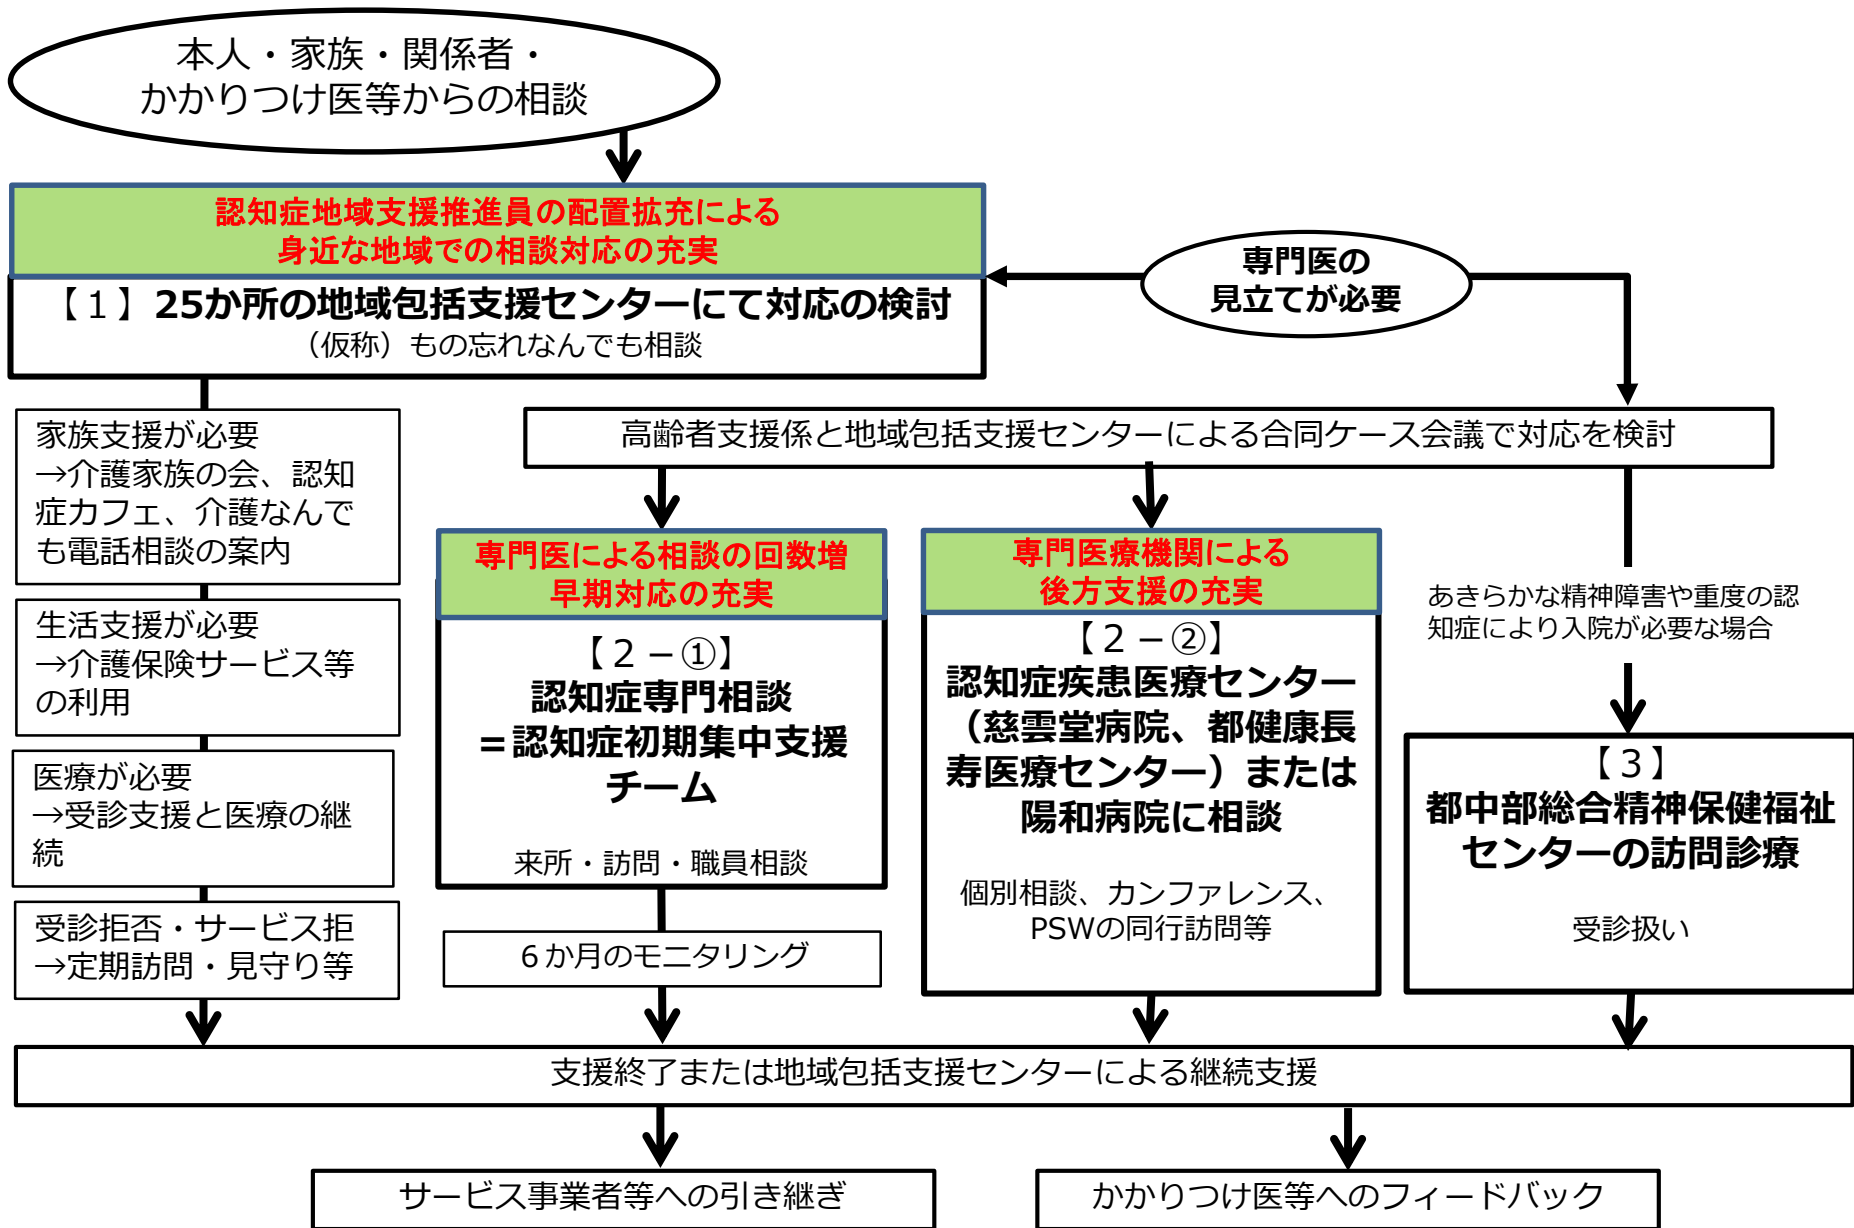 本人・家族・関係者・
かかりつけ医等からの相談
認知症地域支援推進員の配置拡充による
身近な地域での相談対応の充実
【１】25か所の地域包括支援センターにて対応の検討
（仮称）もの忘れなんでも相談
専門医の
見立てが必要
家族支援が必要
→介護家族の会、認知
症カフェ、介護なんで
も電話相談の案内
生活支援が必要
→介護保険サービス等
の利用
医療が必要
→受診支援と医療の継
続
受診拒否・サービス拒
→定期訪問・見守り等
高齢者支援係と地域包括支援センターによる合同ケース会議で対応を検討
専門医による相談の回数増
早期対応の充実
【２－①】
認知症専門相談
＝認知症初期集中支援
チーム
来所・訪問・職員相談
６か月のモニタリング
専門医療機関による
後方支援の充実
【２－②】
認知症疾患医療センター
（慈雲堂病院、都健康長
寿医療センター）または
陽和病院に相談
個別相談、カンファレンス、
PSWの同行訪問等
あきらかな精神障害や重度の認
知症により入院が必要な場合
【３】
都中部総合精神保健福祉
センターの訪問診療
受診扱い
支援終了または地域包括支援センターによる継続支援
サービス事業者等への引き継ぎ
かかりつけ医等へのフィードバック